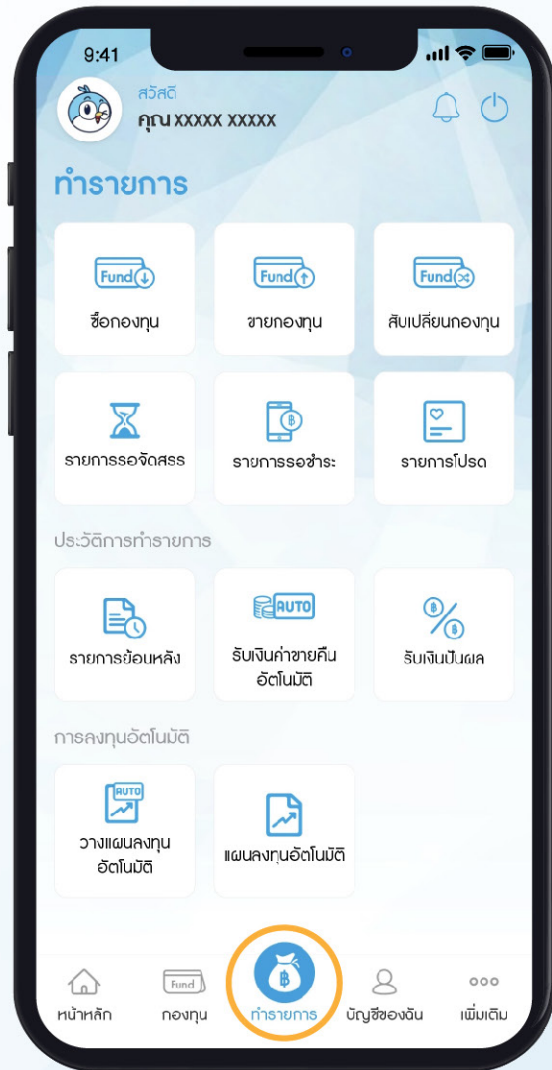 9:41
สวัสดี
คุณ xxxxx xxxxx
ทำรายการ
Fund
Fund
Fund
ซื้อกองทุน
ขายกองทุน
สับเปลี่ยนกองทุน
฿
รายการรอจัดสรร
รายการรอชำระ
รายการโปรด
ประวัติการทำรายการ
AUTO
฿
฿
รายการย้อนหลัง
รับเงินค่าขายคืน
อัตโนมัติ
รับเงินปันผล
การลงทุนอัตโนมัติ
AUTO
วางแผนลงทุน
อัตโนมัติ
แผนลงทุนอัตโนมัติ
Fund
฿
หน้าหลัก
กองทุน
ทำรายการ
บัญชีของฉัน
เพิ่มเติม